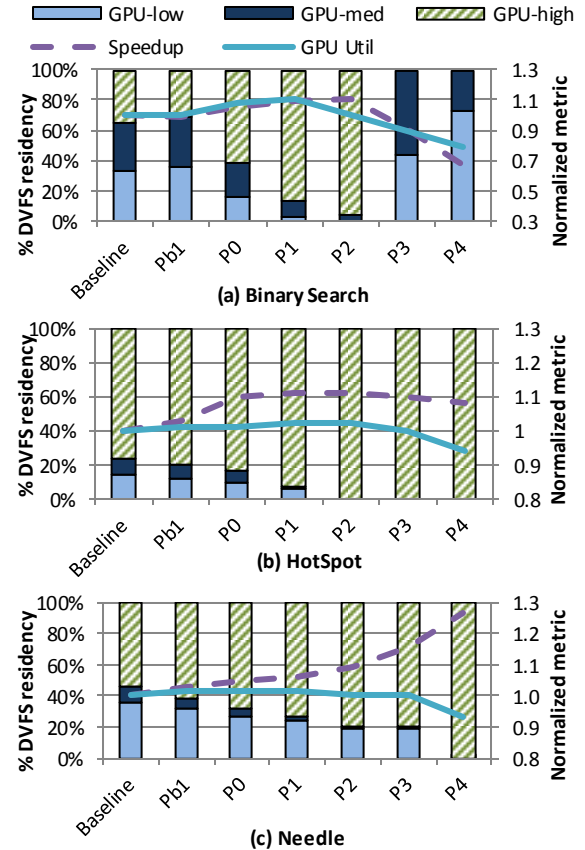 GPU-low GPU-med GPU-high
Speedup GPU Util
100% 1.3
80% 1.1
60% 0.9
40% 0.7
20% 0.5
0% 0.3
% DVFS residency
Normalized metric
Baseline Pb1 P0 P1 P2 P3 P4
(a) Binary Search
100% 1.3
80% 1.2
60% 1.1
40% 1
20% 0.9
0% 0.8
% DVFS residency
Normalized metric
Baseline Pb1 P0 P1 P2 P3 P4
(b) HotSpot
100% 1.3
80% 1.2
60% 1.1
40% 1.0
20% 0.9
0% 0.8
% DVFS residency
Normalized metric
Baseline Pb1 P0 P1 P2 P3 P4
(c) Needle